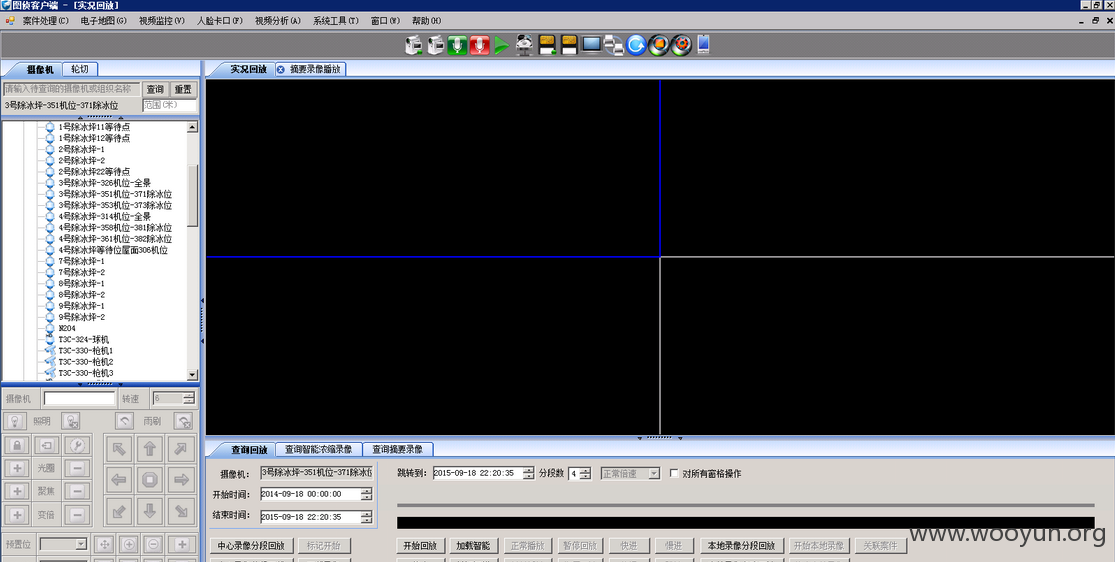 图侦客户端 - [实况回放]
案件处理(C) 电子地图(G) 视频监控(V) 人脸卡口(F) 视频分析(A) 系统工具(T) 窗口(W) 帮助(H)
摄像机 轮切
实况回放 摘要录像播放
请输入待查询的摄像机或组织名称 查询 重置
3号除冰坪-351机位-371除冰位 范围(米)
1号除冰坪11等待点
1号除冰坪12等待点
2号除冰坪-1
2号除冰坪-2
2号除冰坪22等待点
3号除冰坪-326机位-全景
3号除冰坪-351机位-371除冰位
3号除冰坪-353机位-373除冰位
4号除冰坪-314机位-全景
4号除冰坪-358机位-381除冰位
4号除冰坪-361机位-382除冰位
4号除冰坪等待位屋面306机位
7号除冰坪-1
7号除冰坪-2
8号除冰坪-1
8号除冰坪-2
9号除冰坪-1
9号除冰坪-2
N204
T3C-324-球机
T3C-330-枪机1
T3C-330-枪机2
T3C-330-枪机3
摄像机 转速 6
照明 雨刷
光圈
聚焦
变倍
预置位
查询回放 查询智能浓缩录像 查询摘要录像
摄像机: 3号除冰坪-351机位-371除冰位 跳转到: 2015-09-18 22:20:35 分段数 4 正常倍速 对所有窗格操作
开始时间: 2014-09-18 00:00:00
结束时间: 2015-09-18 22:20:35
中心录像分段回放 标记开始 开始回放 加载智能 正常播放 暂停回放 快进 慢进 本地录像分段回放 开始本地录像 关联案件
www.wooyun.org